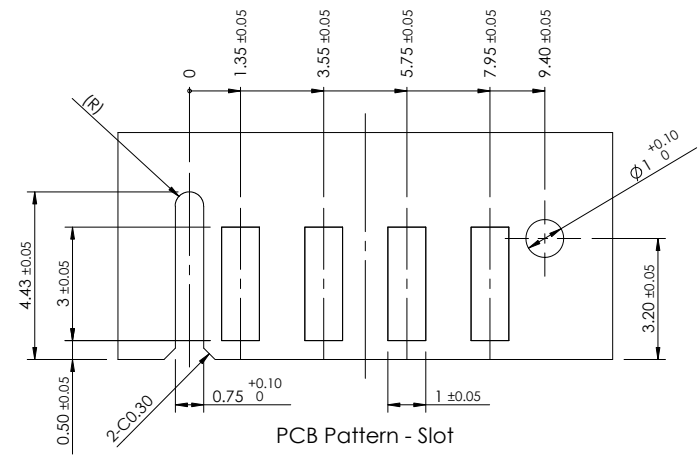 0
1.35 ±0.05
3.55 ±0.05
5.75 ±0.05
7.95 ±0.05
9.40 ±0.05
(R)
Ø1 +0.10 0
4.43 ±0.05
3 ±0.05
3.20 ±0.05
0.50 ±0.05
2-C0.30
0.75 +0.10 0
1 ±0.05
PCB Pattern - Slot